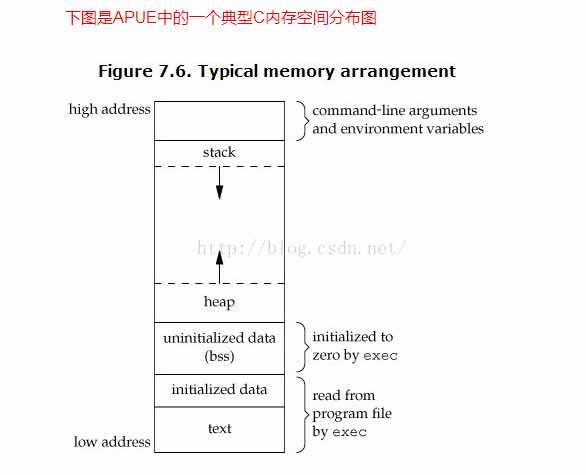 下图是APUE中的一个典型C内存空间分布图
Figure 7.6. Typical memory arrangement
high address
command-line arguments
and environment variables
stack
http://blog.csdn.net/
heap
uninitialized data
(bss)
initialized to
zero by exec
initialized data
read from
program file
by exec
text
low address